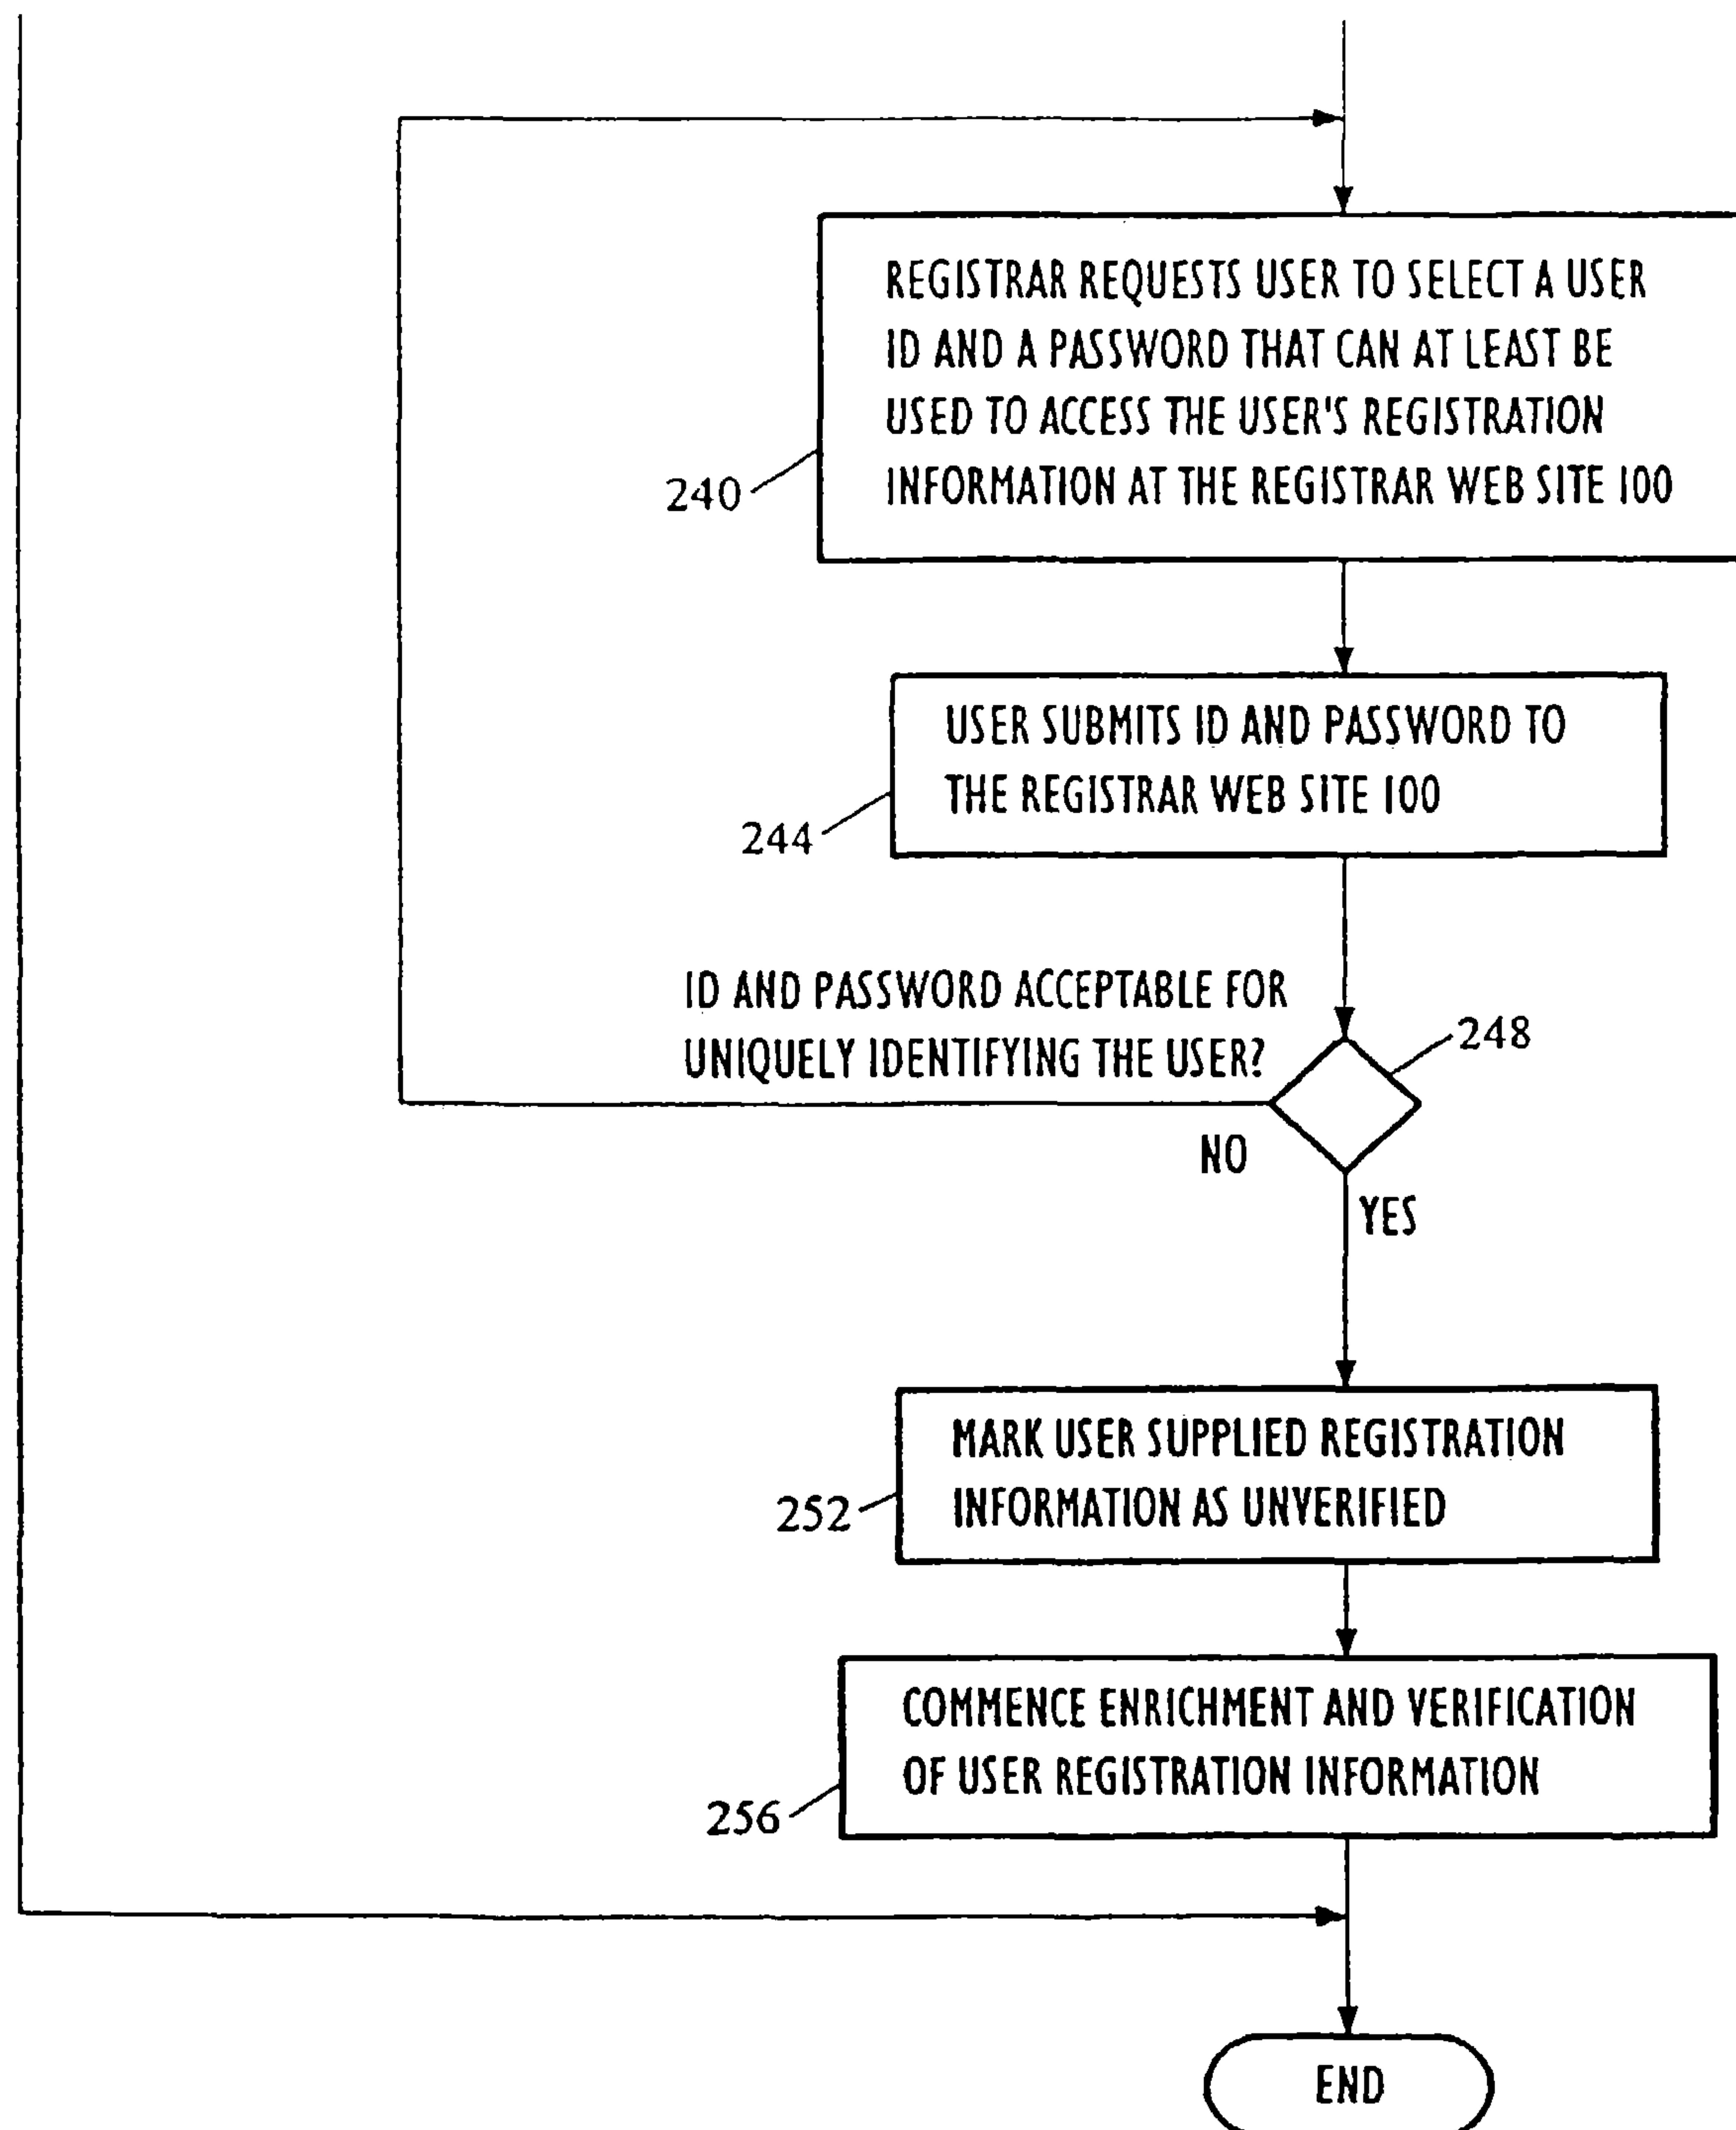 REGISTRAR REQUESTS USER TO SELECT A USER
ID AND A PASSWORD THAT CAN AT LEAST BE
USED TO ACCESS THE USER'S REGISTRATION
INFORMATION AT THE REGISTRAR WEB SITE 100
240
USER SUBMITS ID AND PASSWORD TO
THE REGISTRAR WEB SITE 100
244
ID AND PASSWORD ACCEPTABLE FOR
UNIQUELY IDENTIFYING THE USER?
248
NO
YES
MARK USER SUPPLIED REGISTRATION
INFORMATION AS UNVERIFIED
252
COMMENCE ENRICHMENT AND VERIFICATION
OF USER REGISTRATION INFORMATION
256
END